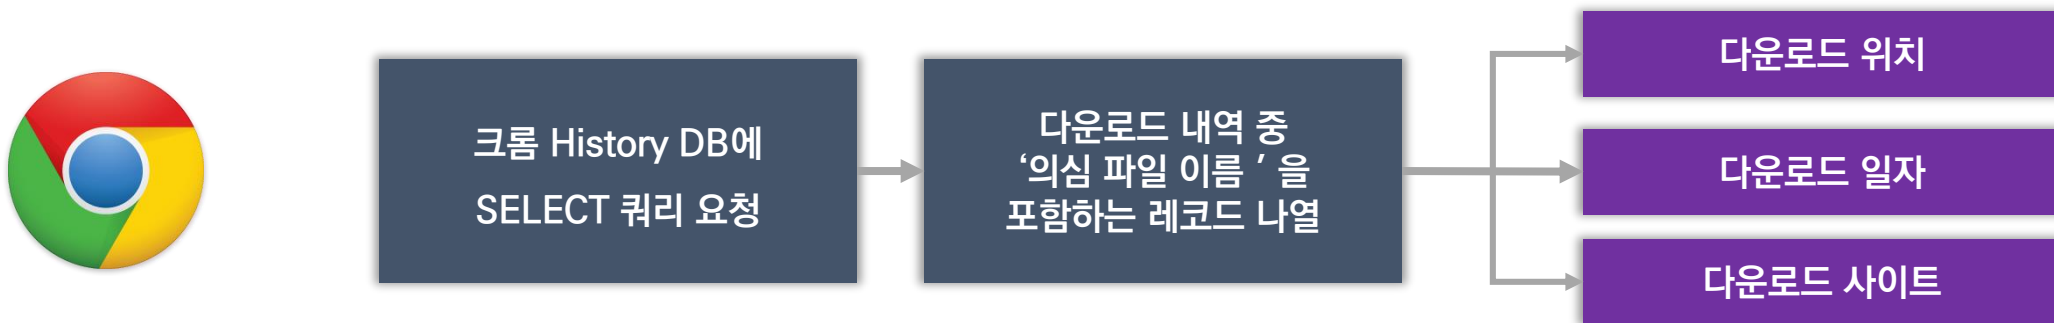 크롬 History DB에
SELECT 쿼리 요청
다운로드 내역 중
‘의심 파일 이름 ’ 을
포함하는 레코드 나열
다운로드 위치
다운로드 일자
다운로드 사이트